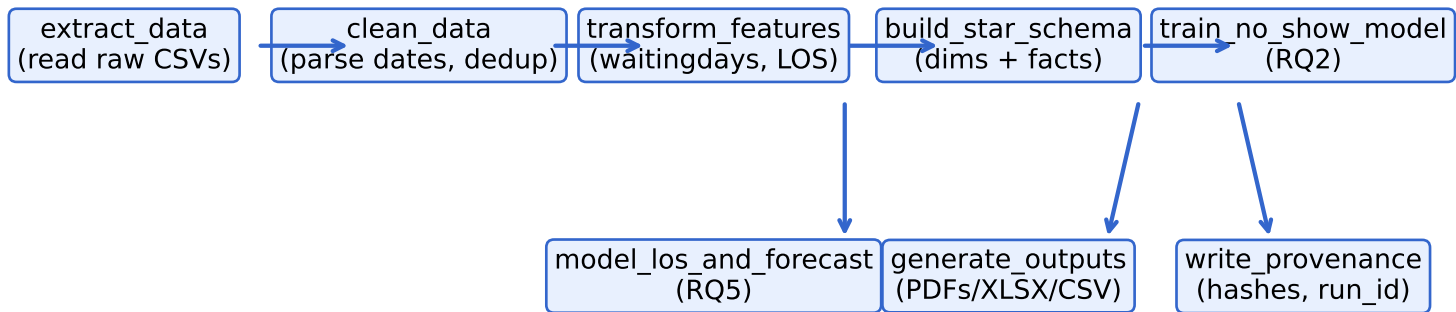 extract_data
(read raw CSVs)
clean_data
(parse dates, dedup)
transform_features
(waitingdays, LOS)
build_star_schema
(dims + facts)
train_no_show_model
(RQ2)
model_los_and_forecast
(RQ5)
generate_outputs
(PDFs/XLSX/CSV)
write_provenance
(hashes, run_id)